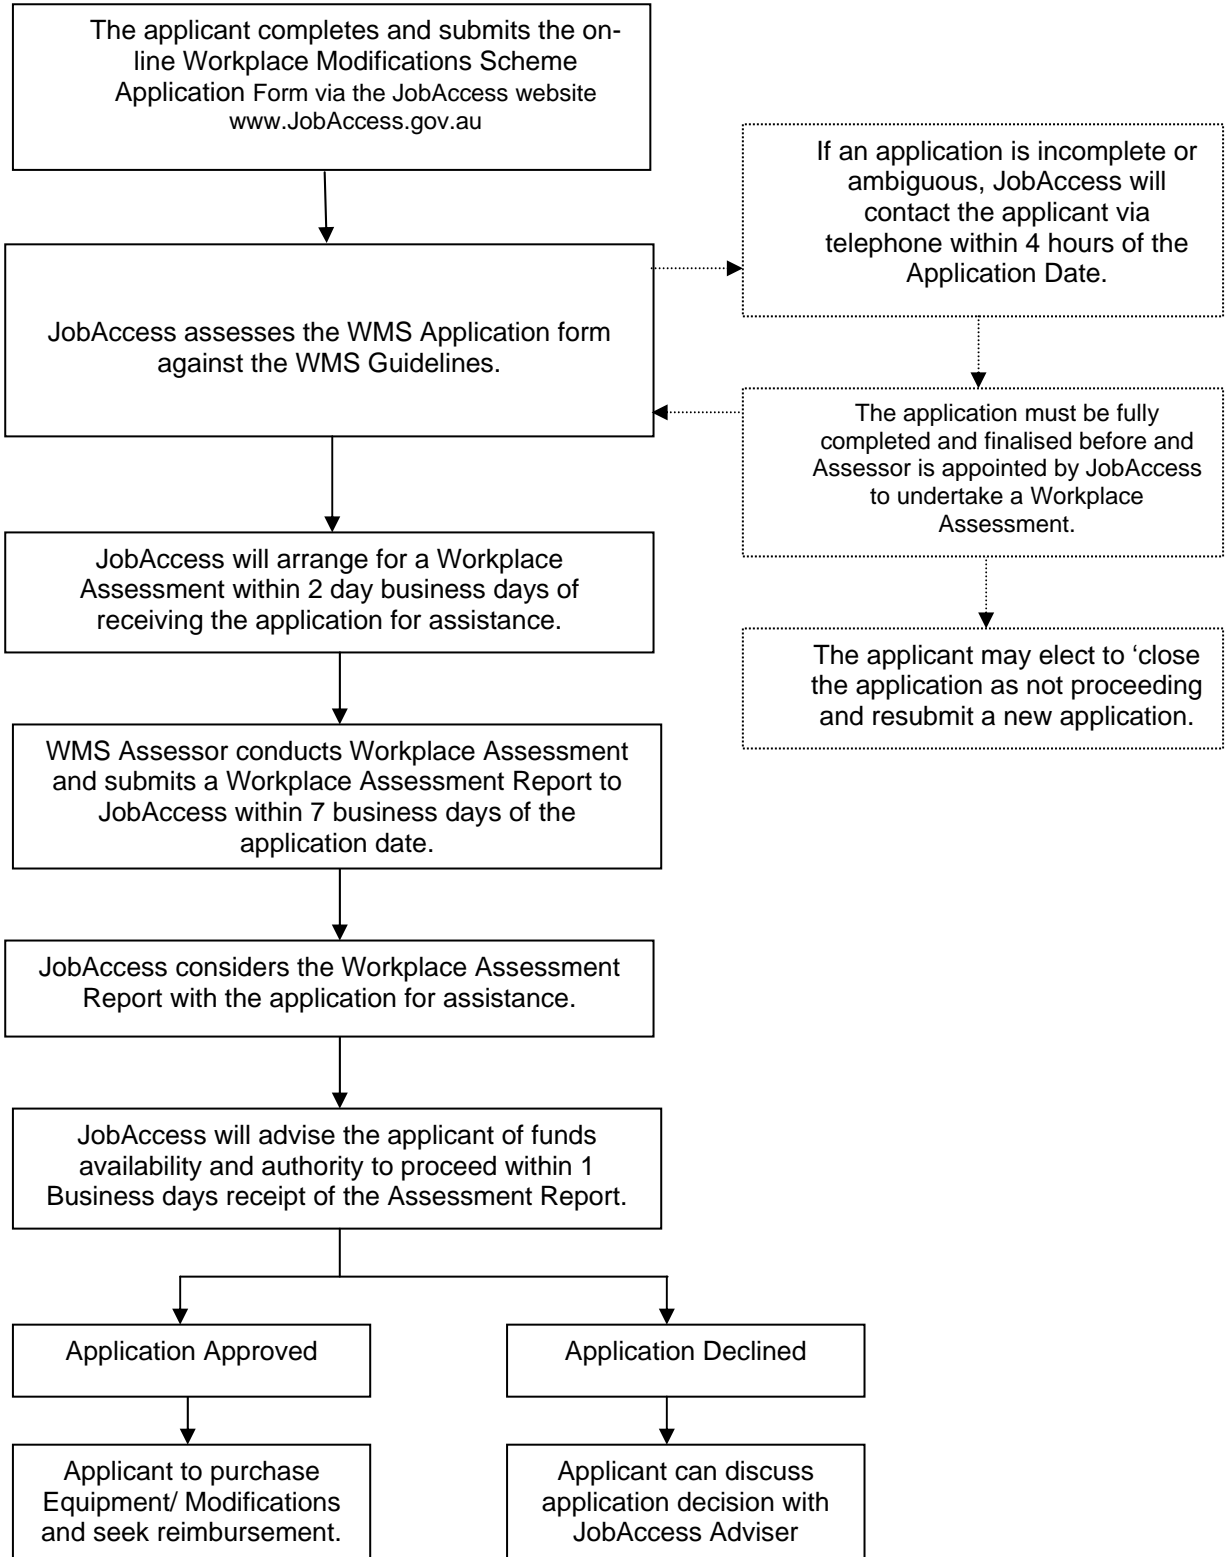 The applicant completes and submits the on-
line Workplace Modifications Scheme
Application Form via the JobAccess website
www.JobAccess.gov.au
If an application is incomplete or
ambiguous, JobAccess will
contact the applicant via
telephone within 4 hours of the
Application Date.
JobAccess assesses the WMS Application form
against the WMS Guidelines.
The application must be fully
completed and finalised before and
Assessor is appointed by JobAccess
to undertake a Workplace
Assessment.
JobAccess will arrange for a Workplace
Assessment within 2 day business days of
receiving the application for assistance.
The applicant may elect to ‘close
the application as not proceeding
and resubmit a new application.
WMS Assessor conducts Workplace Assessment
and submits a Workplace Assessment Report to
JobAccess within 7 business days of the
application date.
JobAccess considers the Workplace Assessment
Report with the application for assistance.
JobAccess will advise the applicant of funds
availability and authority to proceed within 1
Business days receipt of the Assessment Report.
Application Approved
Application Declined
Applicant to purchase
Equipment/ Modifications
and seek reimbursement.
Applicant can discuss
application decision with
JobAccess Adviser